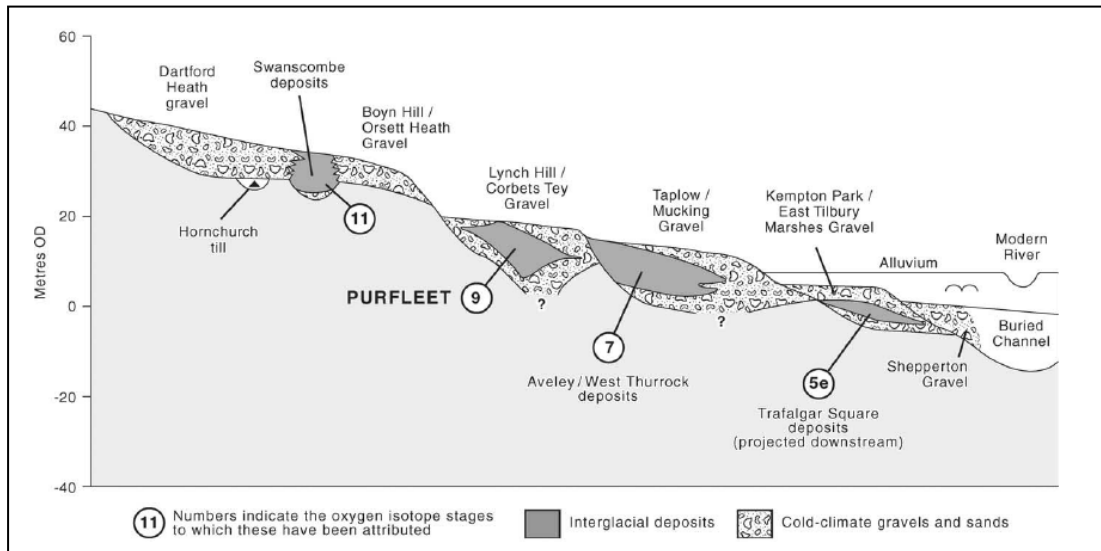 60
40
20
0
-20
-40
Metres OD
Dartford
Heath
gravel
Swanscombe
deposits
Boyn Hill /
Orsett Heath
Gravel
Hornchurch
till
11
Lynch Hill /
Corbets Tey
Gravel
PURFLEET 9
?
Taplow /
Mucking
Gravel
?
7
Aveley / West Thurrock
deposits
Kempton Park /
East Tilbury
Marshes Gravel
Alluvium
Modern
River
Buried
Channel
Shepperton
Gravel
5e
Trafalgar Square
deposits
(projected downstream)
11 Numbers indicate the oxygen isotope stages
to which these have been attributed
Interglacial deposits
Cold-climate gravels and sands